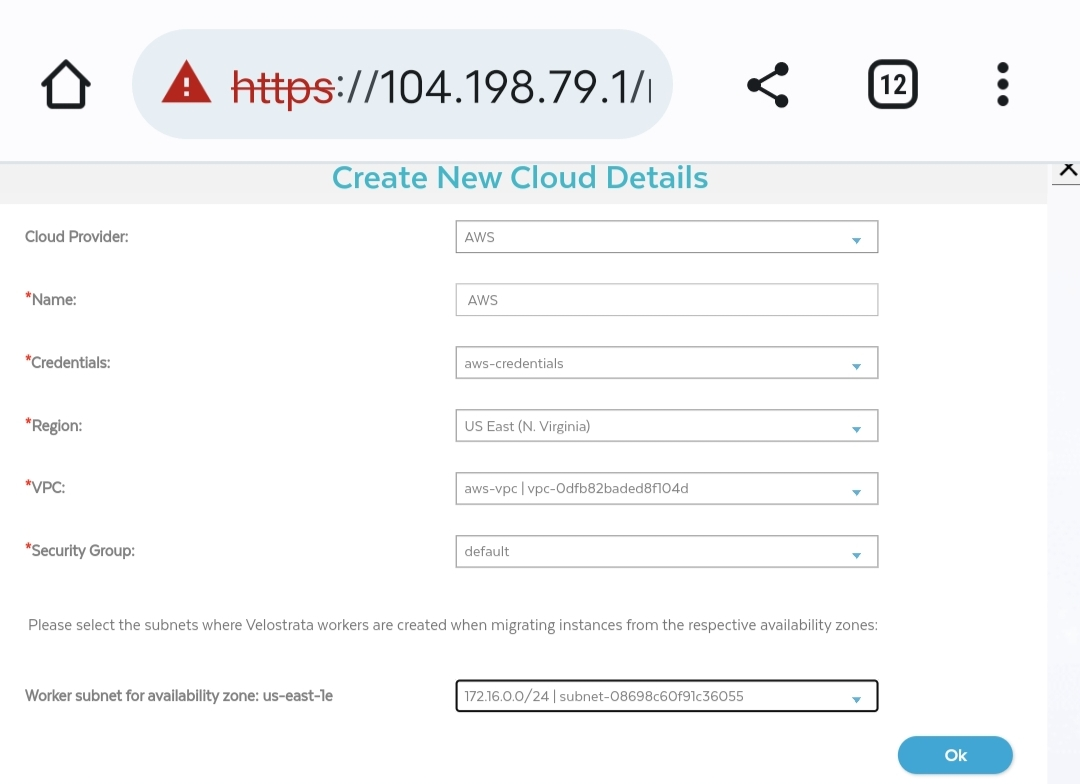 https://104.198.79.1/
12
Create New Cloud Details
Cloud Provider: AWS
*Name: AWS
*Credentials: aws-credentials
*Region: US East (N. Virginia)
*VPC: aws-vpc | vpc-0dfb82baded8f104d
*Security Group: default
Please select the subnets where Velostrata workers are created when migrating instances from the respective availability zones:
Worker subnet for availability zone: us-east-1e 172.16.0.0/24 | subnet-08698c60f91c36055
Ok